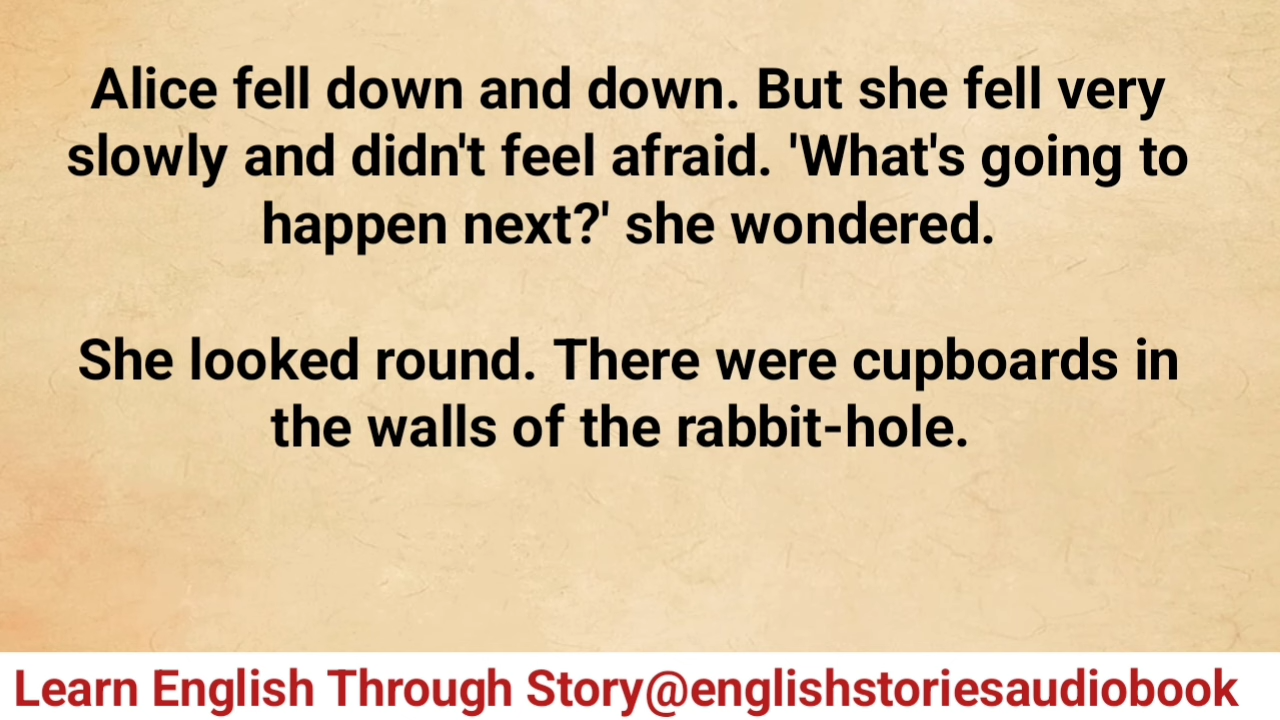 Alice fell down and down. But she fell very
slowly and didn't feel afraid. 'What's going to
happen next?' she wondered.
She looked round. There were cupboards in
the walls of the rabbit-hole.
Learn English Through Story@englishstoriesaudiobook